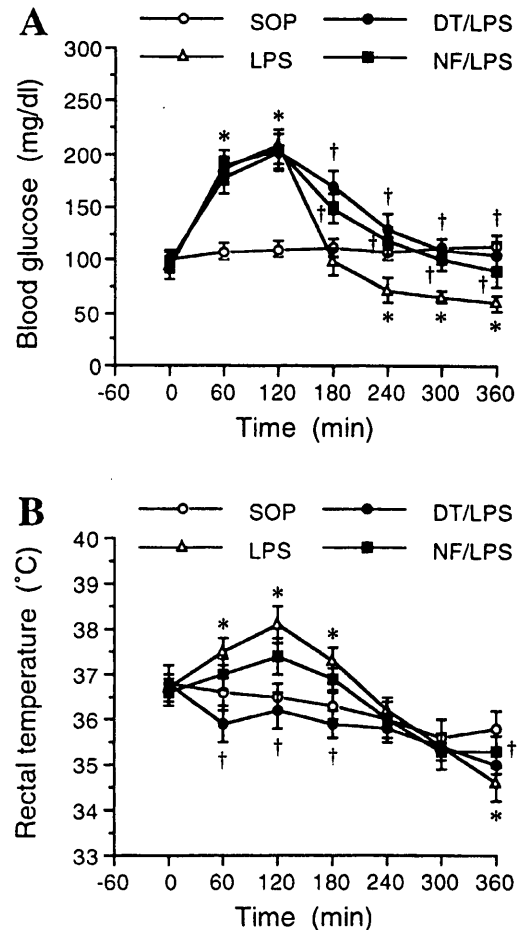 A
SOP
DT/LPS
LPS
NF/LPS
Blood glucose (mg/dl)
300
250
200
150
100
50
0
* *
† † † †
† † † †
* * *
-60 0 60 120 180 240 300 360
Time (min)
B
SOP
DT/LPS
LPS
NF/LPS
Rectal temperature (°C)
40
39
38
37
36
35
34
33
* * *
† † †
†
*
-60 0 60 120 180 240 300 360
Time (min)